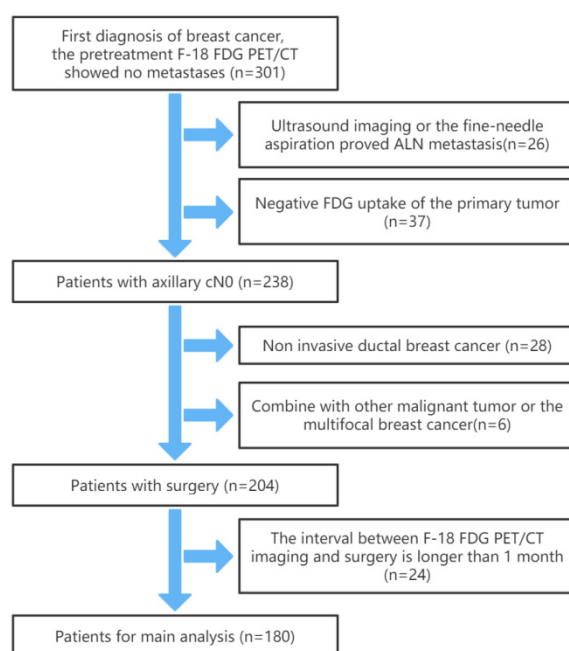 First diagnosis of breast cancer,
the pretreatment F-18 FDG PET/CT
showed no metastases (n=301)
Ultrasound imaging or the fine-needle
aspiration proved ALN metastasis(n=26)
Negative FDG uptake of the primary tumor
(n=37)
Patients with axillary cN0 (n=238)
Non invasive ductal breast cancer (n=28)
Combine with other malignant tumor or the
multifocal breast cancer(n=6)
Patients with surgery (n=204)
The interval between F-18 FDG PET/CT
imaging and surgery is longer than 1 month
(n=24)
Patients for main analysis (n=180)